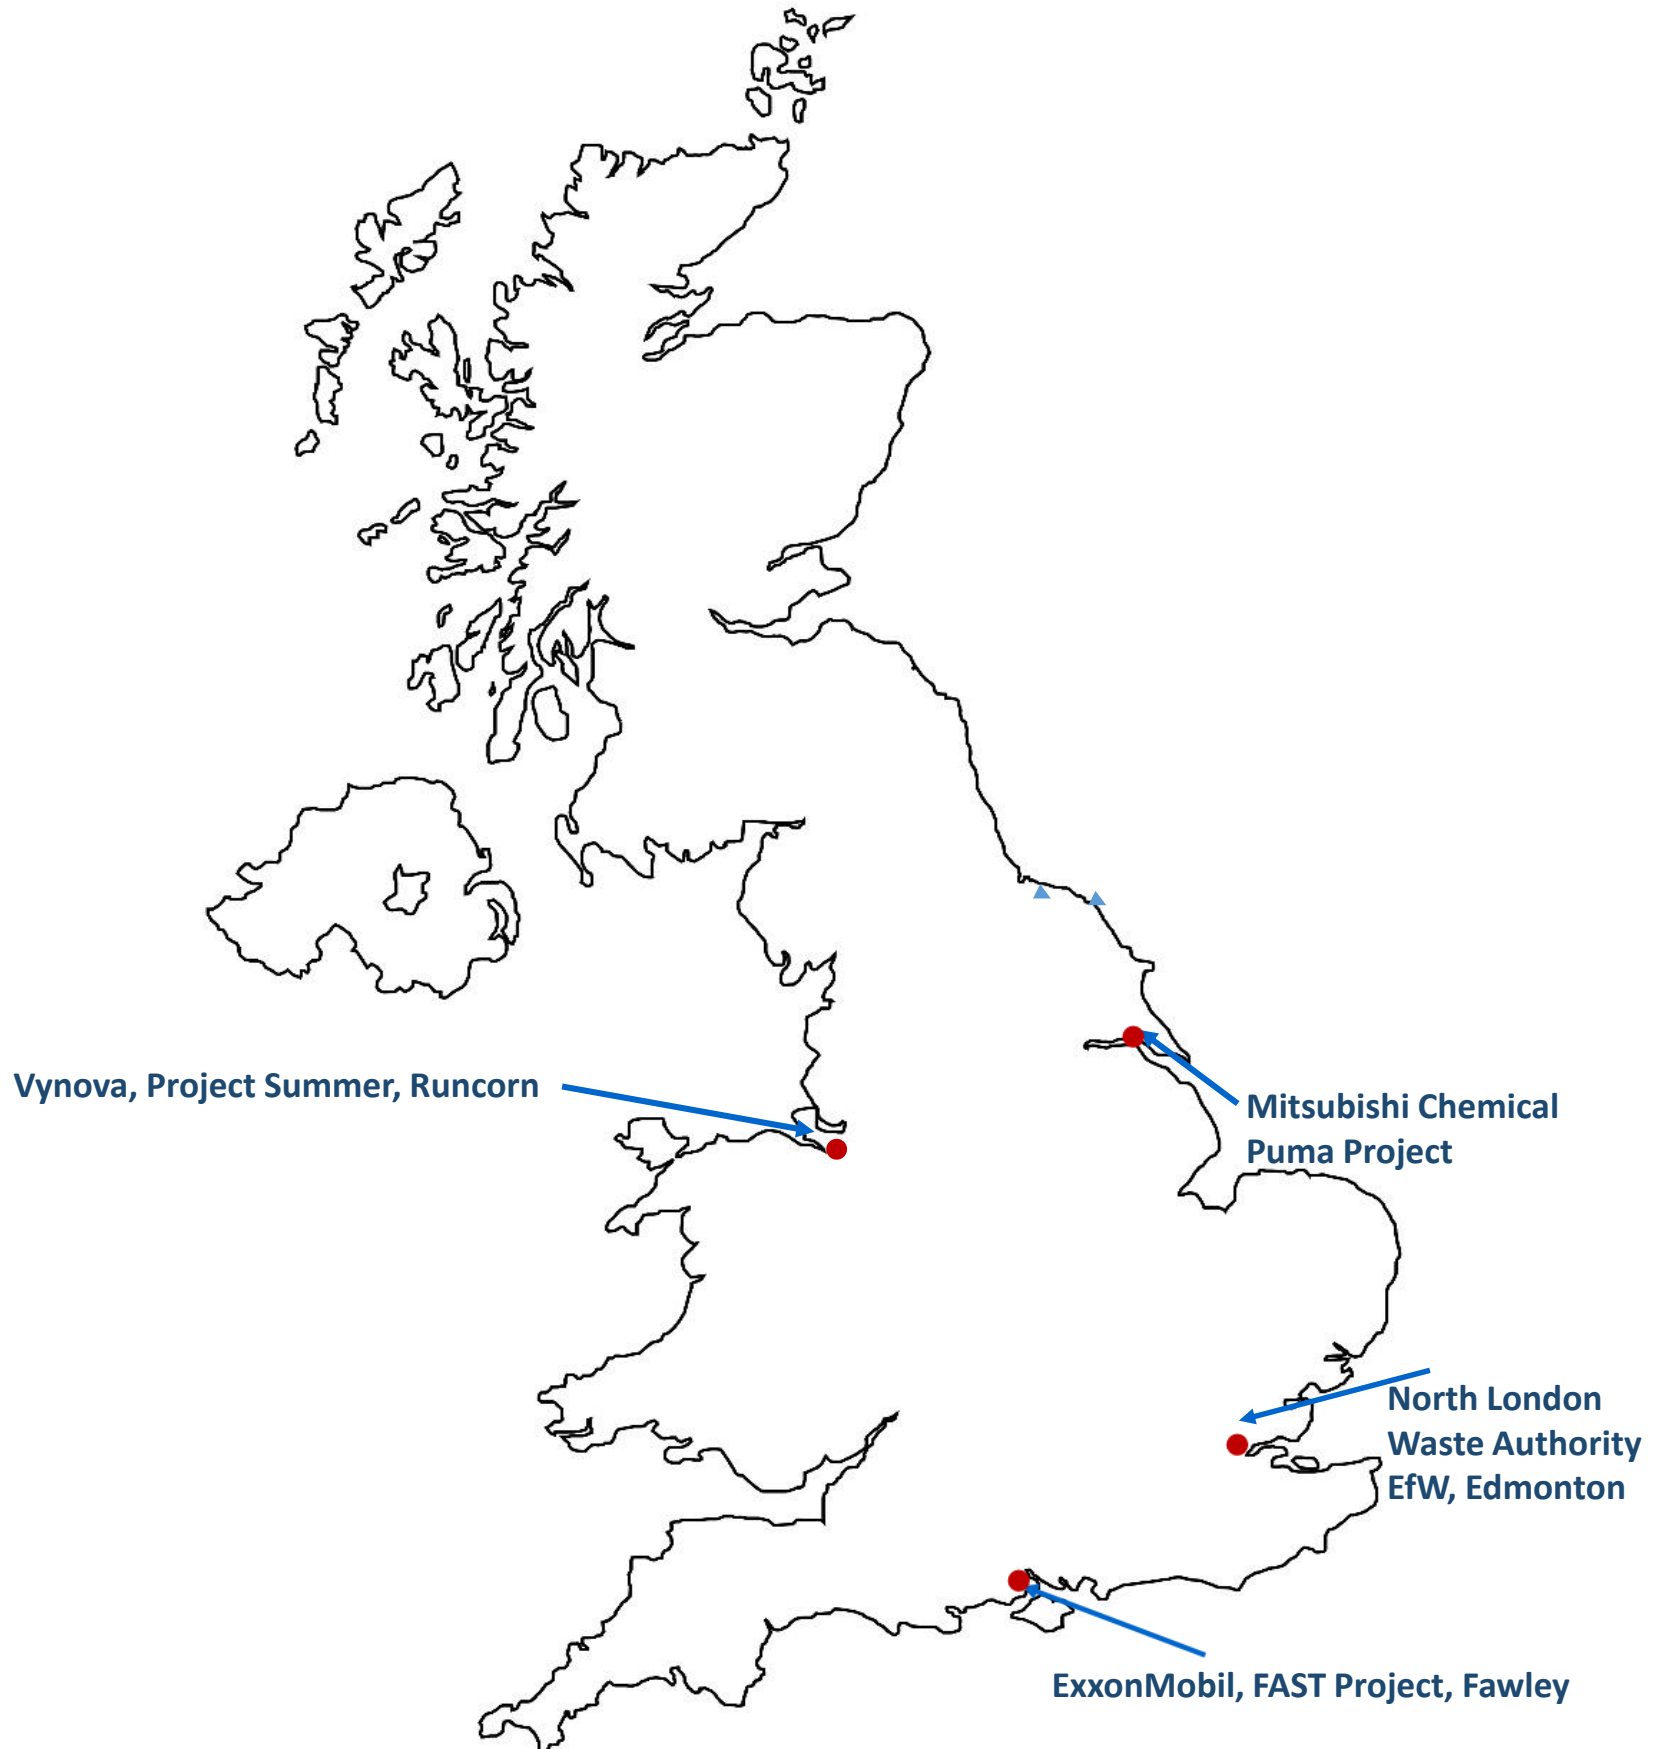 Vynova, Project Summer, Runcorn
Mitsubishi Chemical
Puma Project
North London
Waste Authority
EfW, Edmonton
ExxonMobil, FAST Project, Fawley